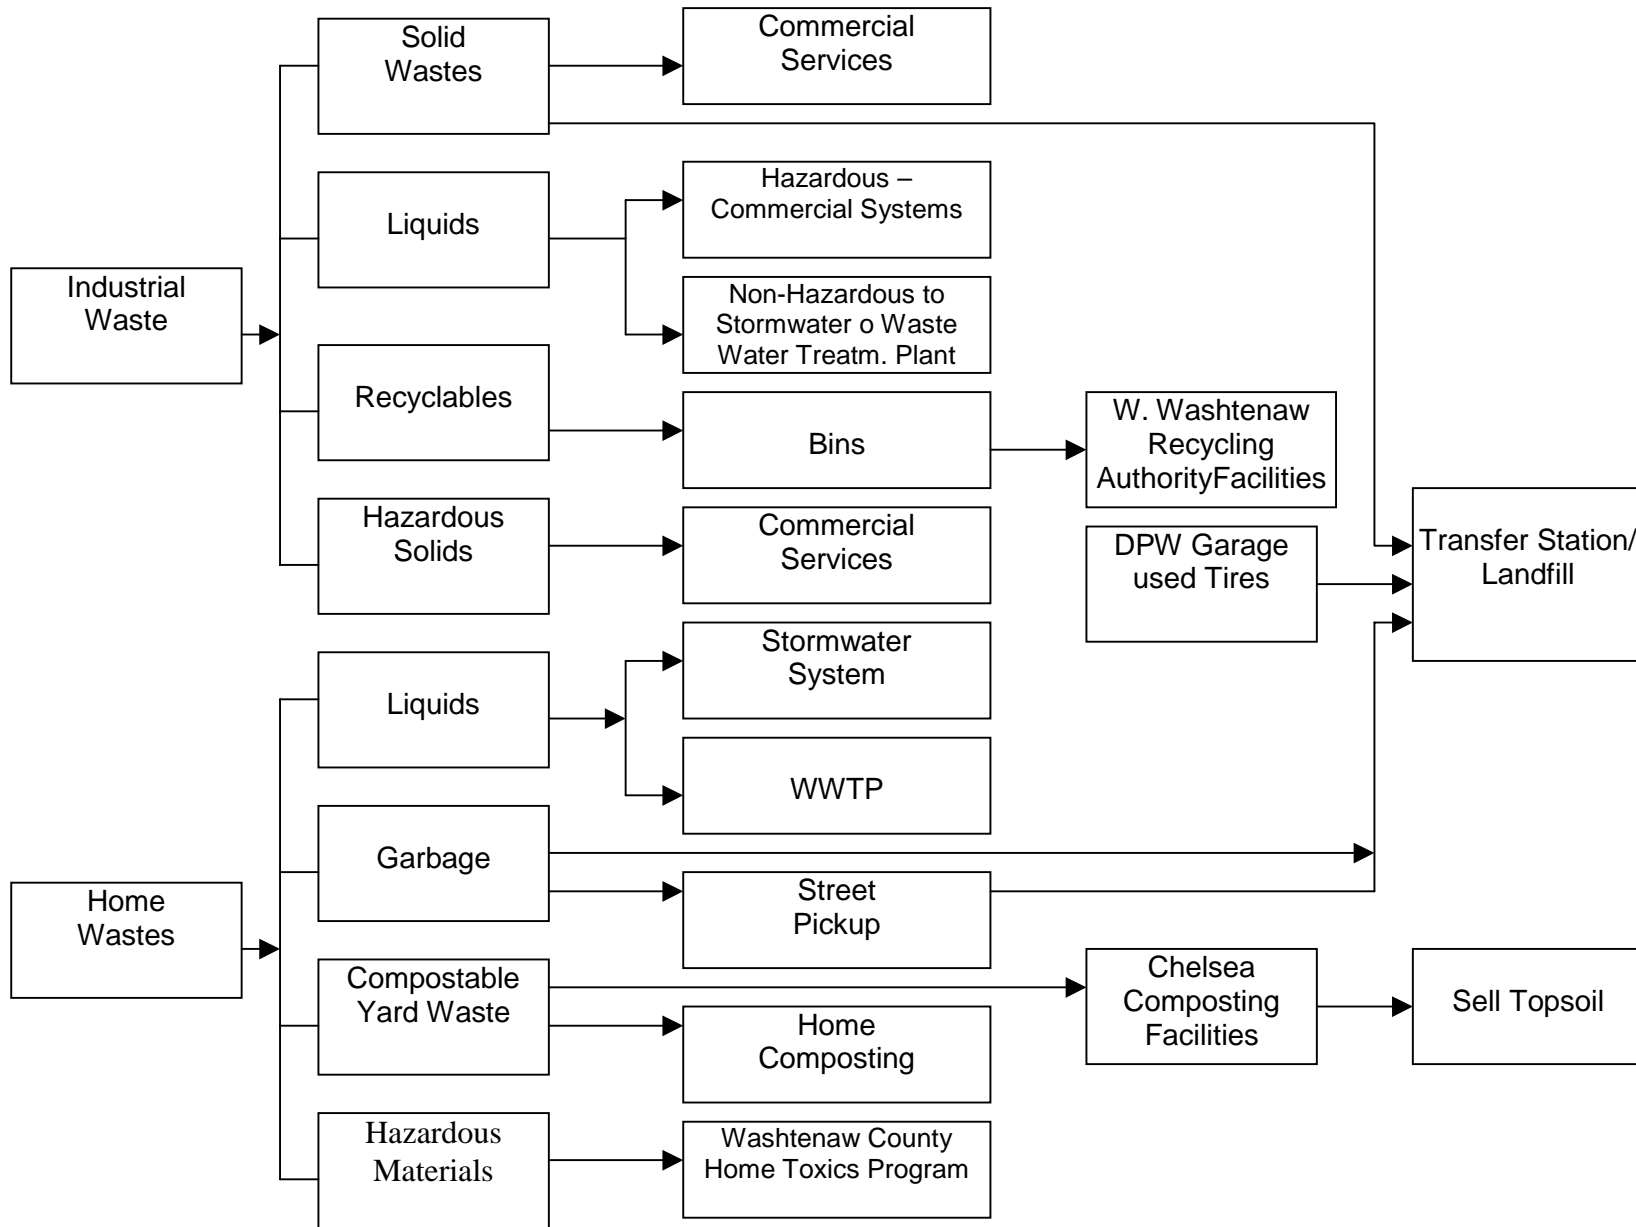 Solid
Wastes
Commercial
Services
Liquids
Hazardous –
Commercial Systems
Industrial
Waste
Non-Hazardous to
Stormwater o Waste
Water Treatm. Plant
Recyclables
Bins
W. Washtenaw
Recycling
AuthorityFacilities
Hazardous
Solids
Commercial
Services
DPW Garage
used Tires
Transfer Station/
Landfill
Liquids
Stormwater
System
WWTP
Garbage
Street
Pickup
Home
Wastes
Compostable
Yard Waste
Home
Composting
Chelsea
Composting
Facilities
Sell Topsoil
Hazardous
Materials
Washtenaw County
Home Toxics Program